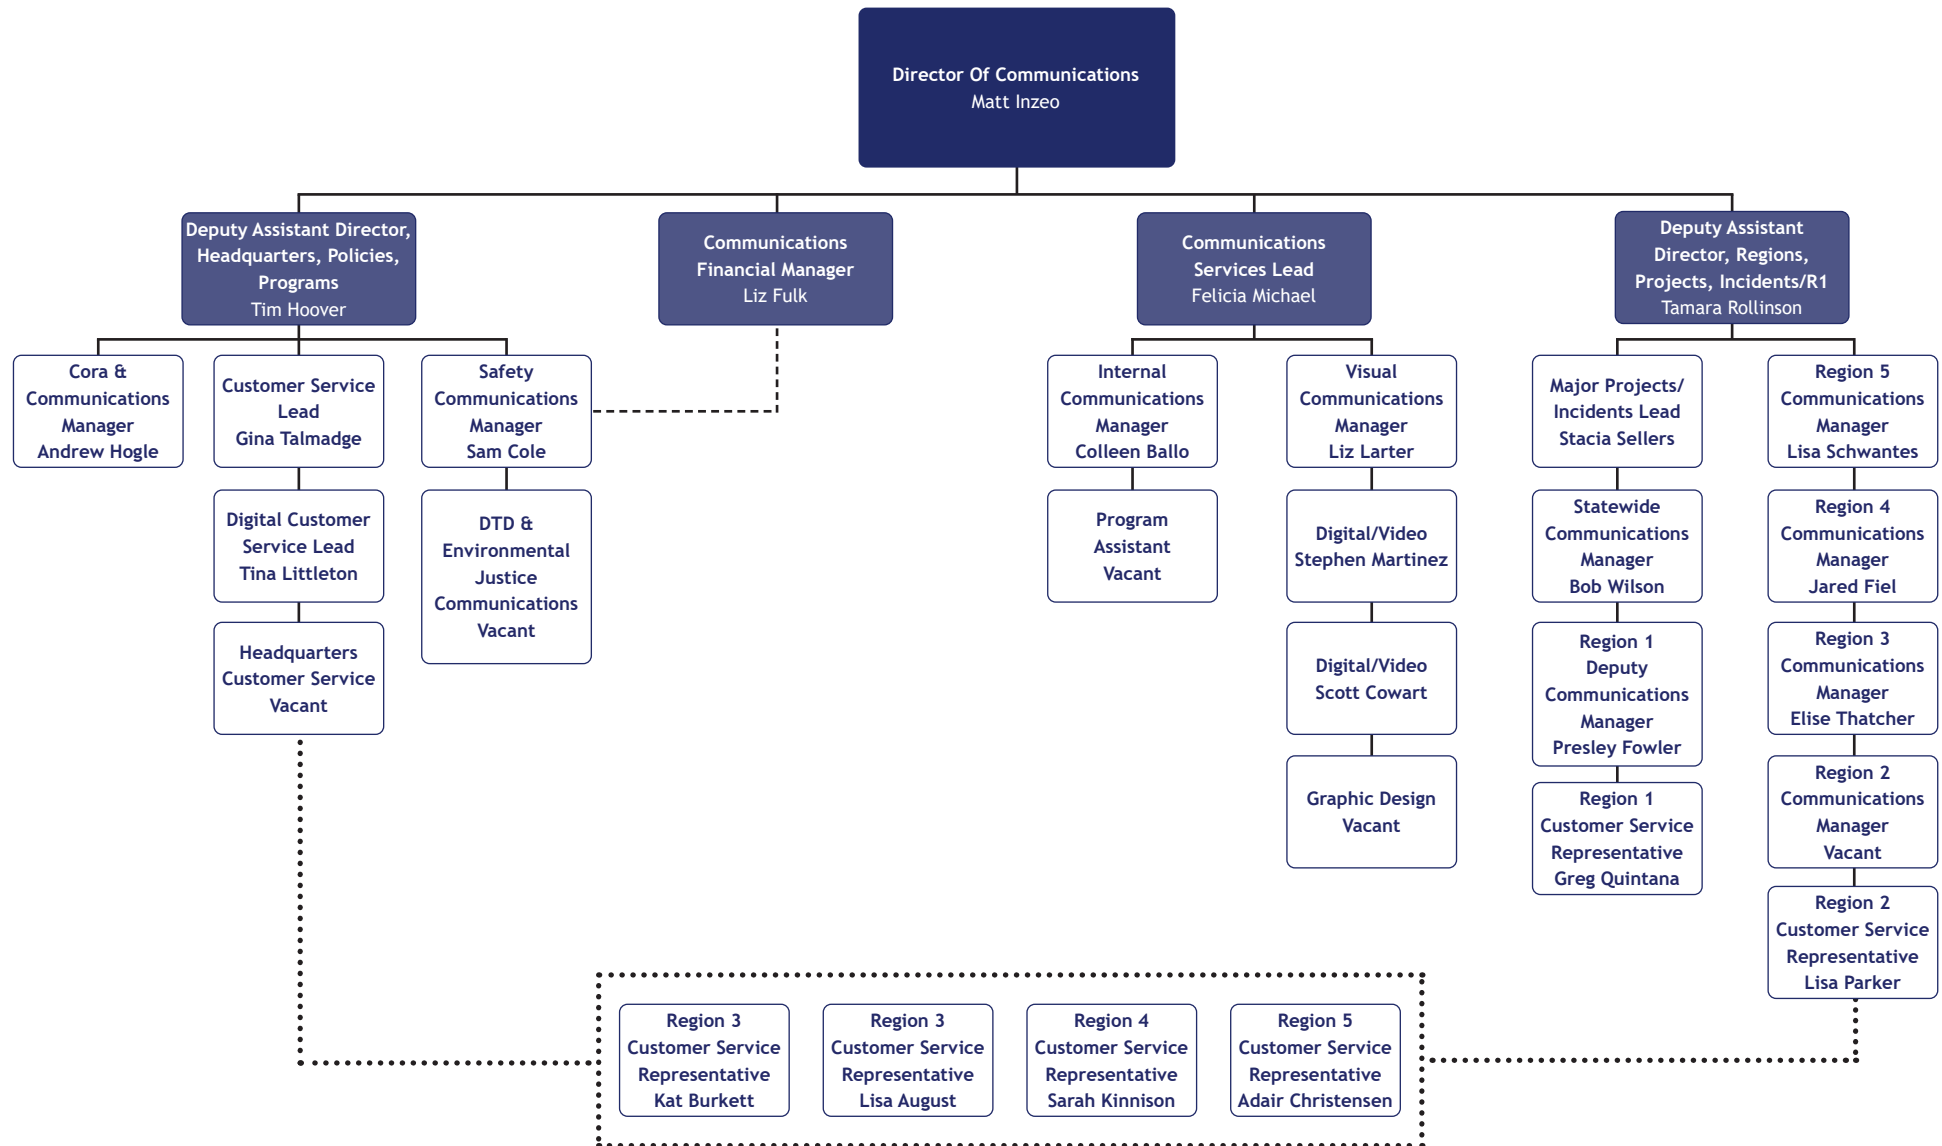 Director Of Communications
Matt Inzeo
Deputy Assistant Director,
Headquarters, Policies,
Programs
Tim Hoover
Communications
Financial Manager
Liz Fulk
Communications
Services Lead
Felicia Michael
Deputy Assistant
Director, Regions,
Projects, Incidents/R1
Tamara Rollinson
Cora &
Communications
Manager
Andrew Hogle
Customer Service
Lead
Gina Talmadge
Safety
Communications
Manager
Sam Cole
Internal
Communications
Manager
Colleen Ballo
Visual
Communications
Manager
Liz Larter
Major Projects/
Incidents Lead
Stacia Sellers
Region 5
Communications
Manager
Lisa Schwantes
Digital Customer
Service Lead
Tina Littleton
DTD &
Environmental
Justice
Communications
Vacant
Program
Assistant
Vacant
Digital/Video
Stephen Martinez
Statewide
Communications
Manager
Bob Wilson
Region 4
Communications
Manager
Jared Fiel
Headquarters
Customer Service
Vacant
Digital/Video
Scott Cowart
Region 1
Deputy
Communications
Manager
Presley Fowler
Region 3
Communications
Manager
Elise Thatcher
Graphic Design
Vacant
Region 1
Customer Service
Representative
Greg Quintana
Region 2
Communications
Manager
Vacant
Region 2
Customer Service
Representative
Lisa Parker
Region 3
Customer Service
Representative
Kat Burkett
Region 3
Customer Service
Representative
Lisa August
Region 4
Customer Service
Representative
Sarah Kinnison
Region 5
Customer Service
Representative
Adair Christensen